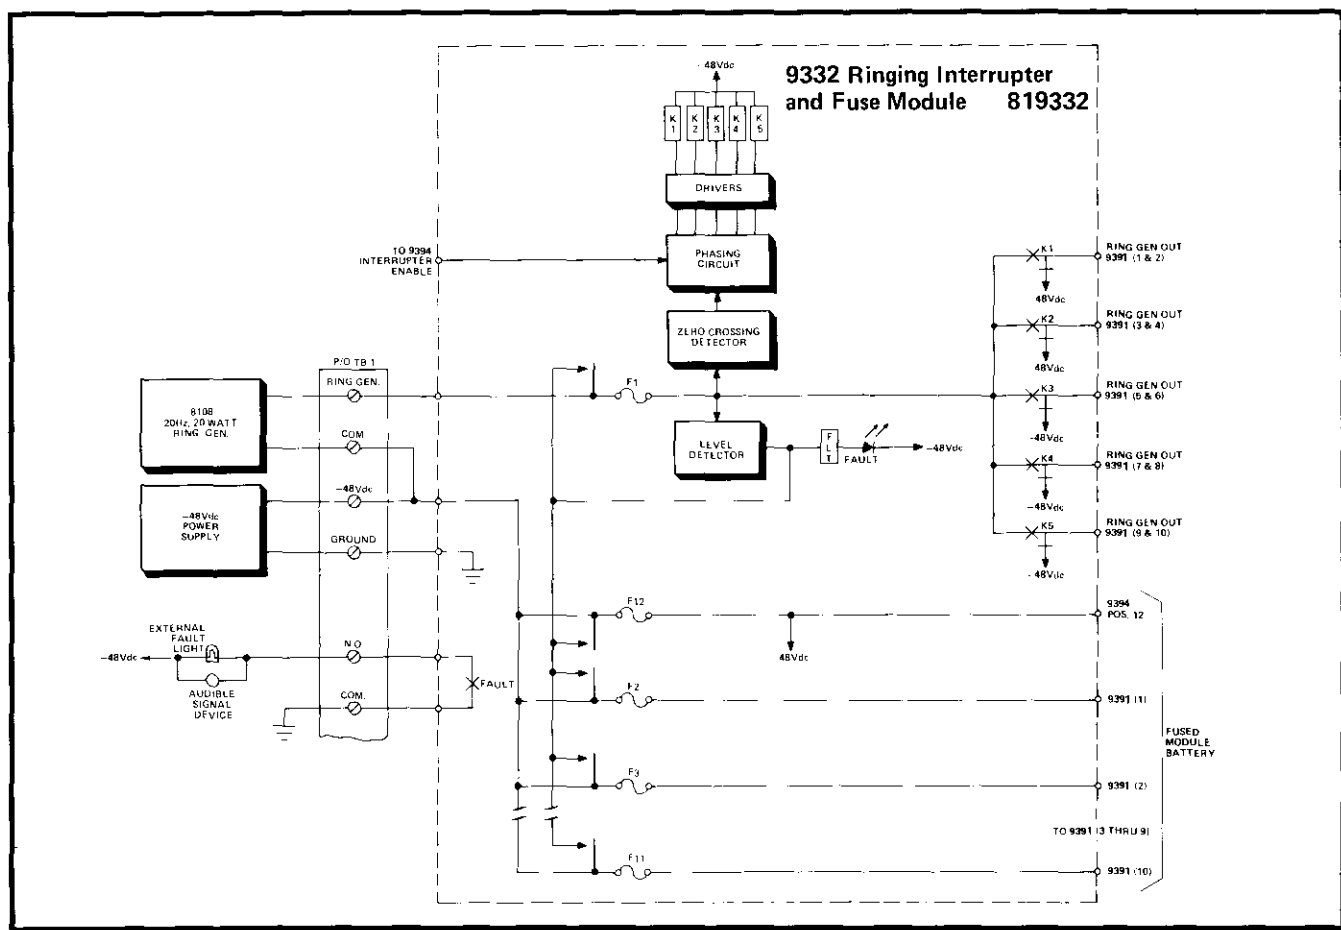 9332 Ringing Interrupter
and Fuse Module 819332
- 48Vdc
K
1
K
2
K
3
K
4
K
5
DRIVERS
TO 9394
INTERRUPTER
ENABLE
PHASING
CIRCUIT
ZERO CROSSING
DETECTOR
LEVEL
DETECTOR
F
L
T
FAULT
-48Vdc
K1
RING GEN OUT
9391 (1 & 2)
48Vdc
K2
RING GEN OUT
9391 (3 & 4)
48Vdc
K3
RING GEN OUT
9391 (5 & 6)
-48Vdc
K4
RING GEN OUT
9391 (7 & 8)
-48Vdc
K5
RING GEN OUT
9391 (9 & 10)
- 48Vdc
P/O TB 1
RING GEN.
F1
8108
20Hz, 20 WATT
RING GEN.
COM
-48Vdc
-48Vdc
POWER
SUPPLY
GROUND
EXTERNAL
FAULT
LIGHT
-48Vdc
AUDIBLE
SIGNAL
DEVICE
N O
COM.
FAULT
F12
48Vdc
9394
POS. 12
F2
9391 (1)
F3
9391 (2)
TO 9391 (3 THRU 9)
F11
9391 (10)
FUSED
MODULE
BATTERY